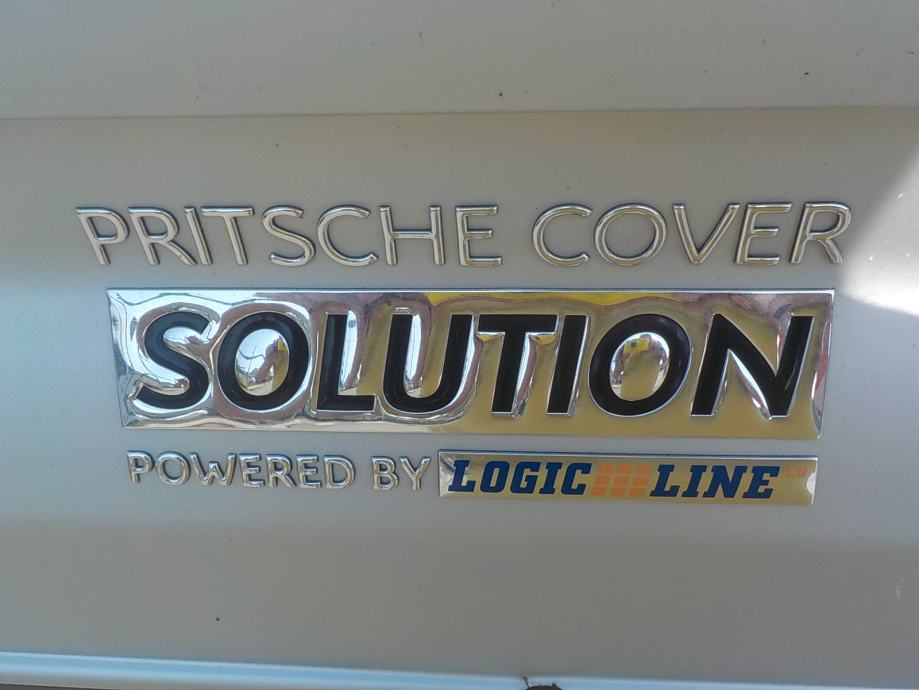 PRITSCHE COVER
SOLUTION
POWERED BY LOGIC LINE